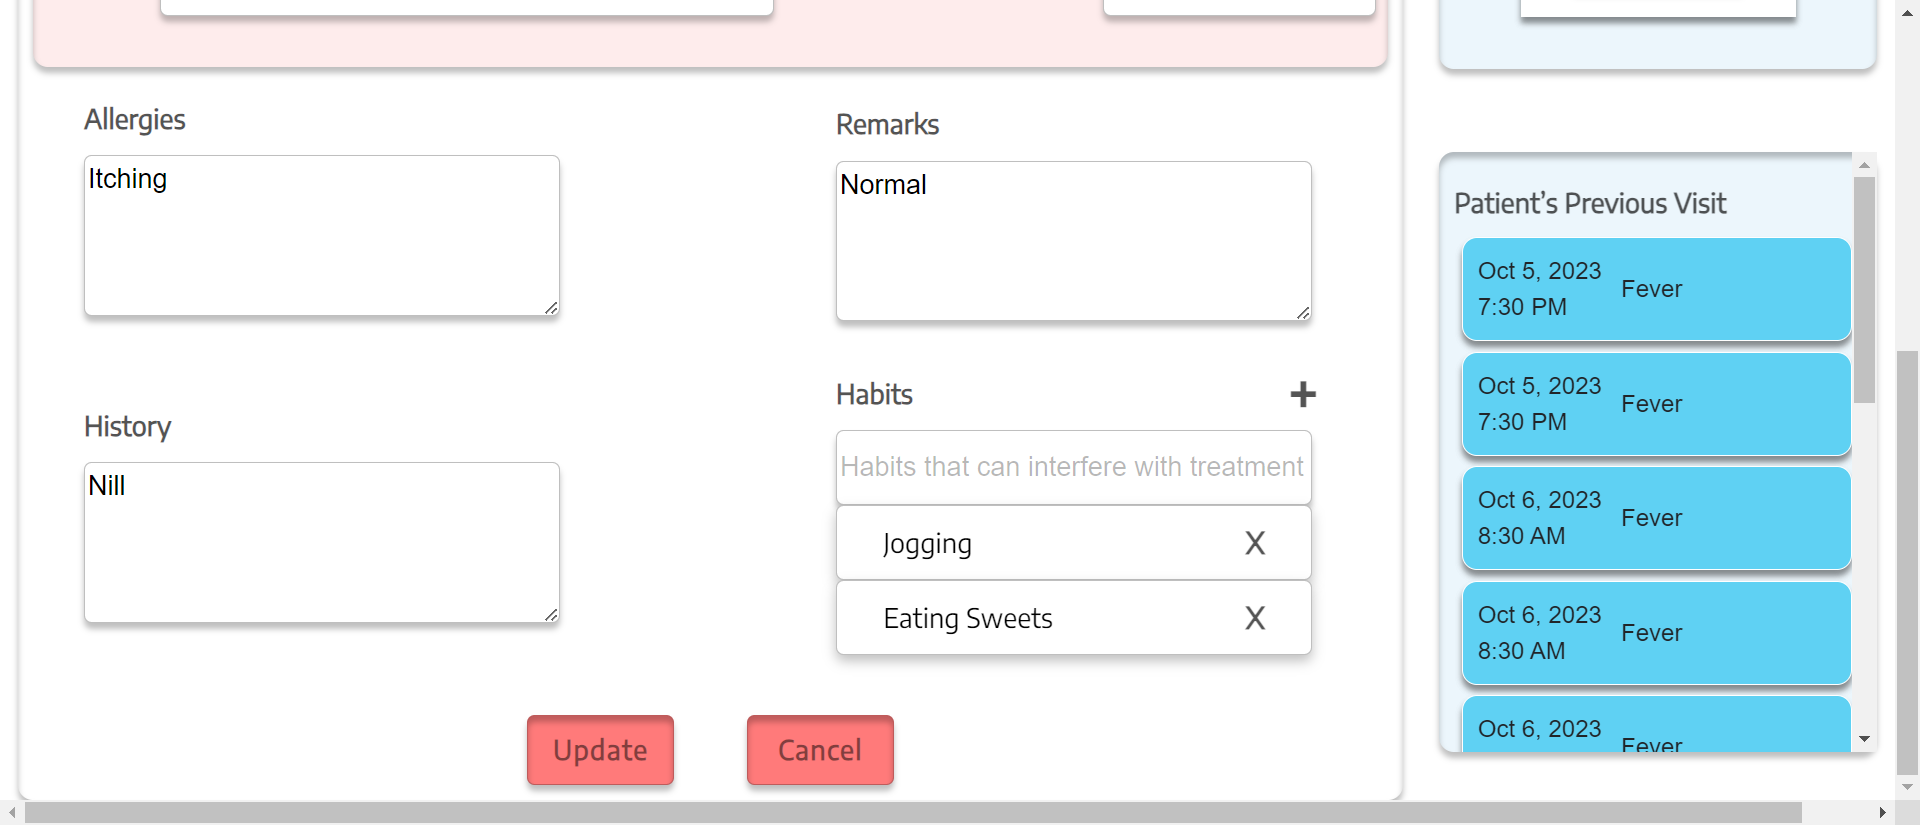 Allergies
Itching
Remarks
Normal
History
Nill
Habits
Habits that can interfere with treatment
Jogging X
Eating Sweets X
Update
Cancel
Patient’s Previous Visit
Oct 5, 2023
7:30 PM
Fever
Oct 5, 2023
7:30 PM
Fever
Oct 6, 2023
8:30 AM
Fever
Oct 6, 2023
8:30 AM
Fever
Oct 6, 2023
Fever